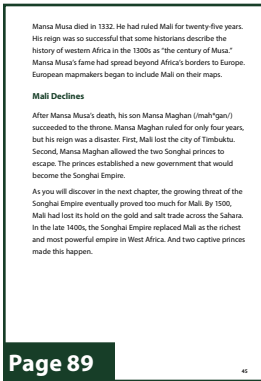 Mansa Musa died in 1332. He had ruled Mali for twenty-five years.
His reign was so successful that some historians describe the
history of western Africa in the 1300s as “the century of Musa.”
Mansa Musa’s fame had spread beyond Africa’s borders to Europe.
European mapmakers began to include Mali on their maps.
Mali Declines
After Mansa Musa’s death, his son Mansa Maghan (/mah*gan/)
succeeded to the throne. Mansa Maghan ruled for only four years,
but his reign was a disaster. First, Mali lost the city of Timbuktu.
Second, Mansa Maghan allowed the two Songhai princes to
escape. The princes established a new government that would
become the Songhai Empire.
As you will discover in the next chapter, the growing threat of the
Songhai Empire eventually proved too much for Mali. By 1500,
Mali had lost its hold on the gold and salt trade across the Sahara.
In the late 1400s, the Songhai Empire replaced Mali as the richest
and most powerful empire in West Africa. And two captive princes
made this happen.
Page 89
45